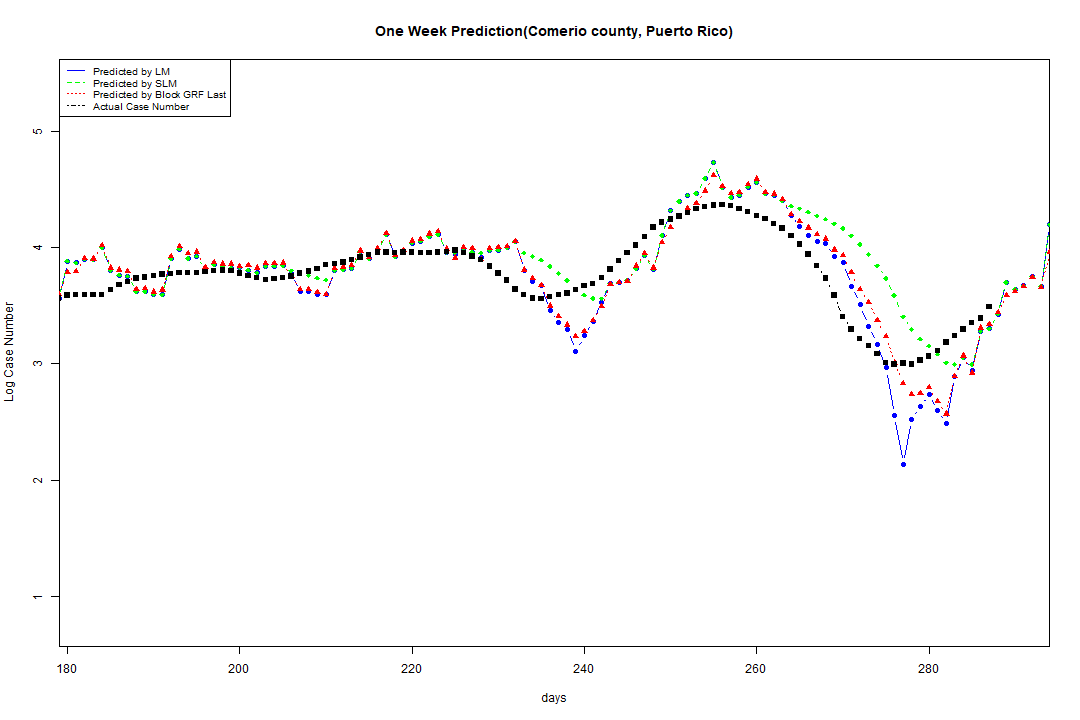 One Week Prediction(Comerio county, Puerto Rico)
Predicted by LM
Predicted by SLM
Predicted by Block GRF Last
Actual Case Number
5
4
3
2
1
Log Case Number
180 200 220 240 260 280
days